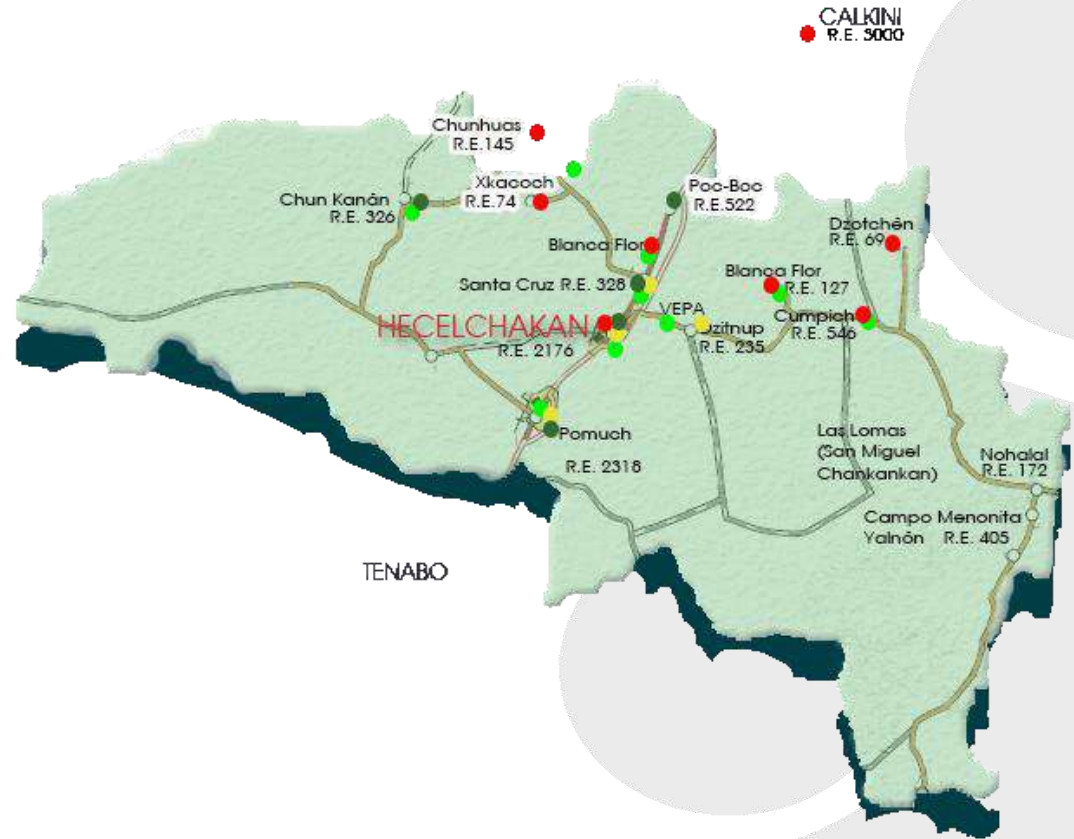 CALKINI
R.E. 3000
Chunhuas
R.E.145
Xkacoch
R.E.74
Poc-Boc
R.E.522
Chun Kanán
R.E. 326
Dzotchén
R.E. 69
Blanca Flor
Blanca Flor
R.E. 127
Santa Cruz R.E. 328
VEPA
Cumpich
R.E. 546
HECELCHAKAN
R.E. 2176
Dzitnup
R.E. 235
Pomuch
R.E. 2318
Las Lomas
(San Miguel
Chankankan)
Nohalal
R.E. 172
Campo Menonita
Yalnón R.E. 405
TENABO